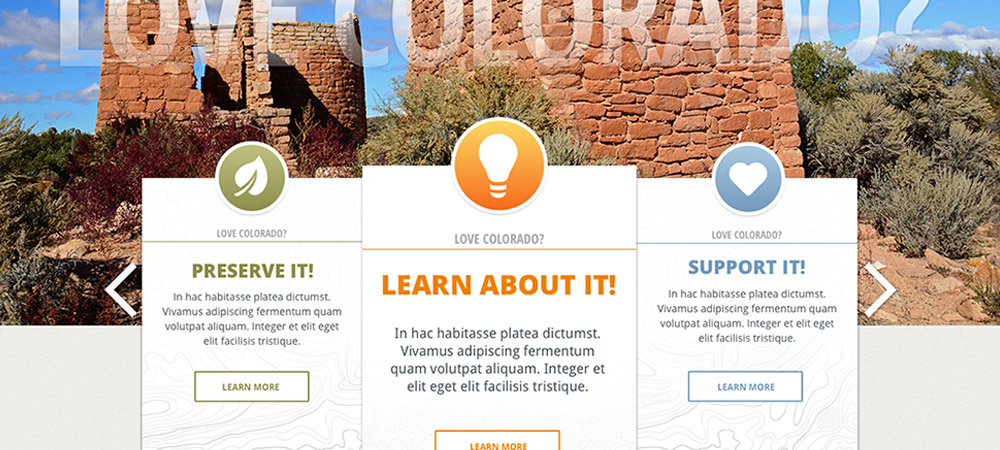 LOVE COLORADO?
LOVE COLORADO?
PRESERVE IT!
In hac habitasse platea dictumst.
Vivamus adipiscing fermentum quam
volutpat aliquam. Integer et elit eget
elit facilisis tristique.
LEARN MORE
LOVE COLORADO?
LEARN ABOUT IT!
In hac habitasse platea dictumst.
Vivamus adipiscing fermentum
quam volutpat aliquam. Integer et
elit eget elit facilisis tristique.
LEARN MORE
LOVE COLORADO?
SUPPORT IT!
In hac habitasse platea dictumst.
Vivamus adipiscing fermentum quam
volutpat aliquam. Integer et elit eget
elit facilisis tristique.
LEARN MORE